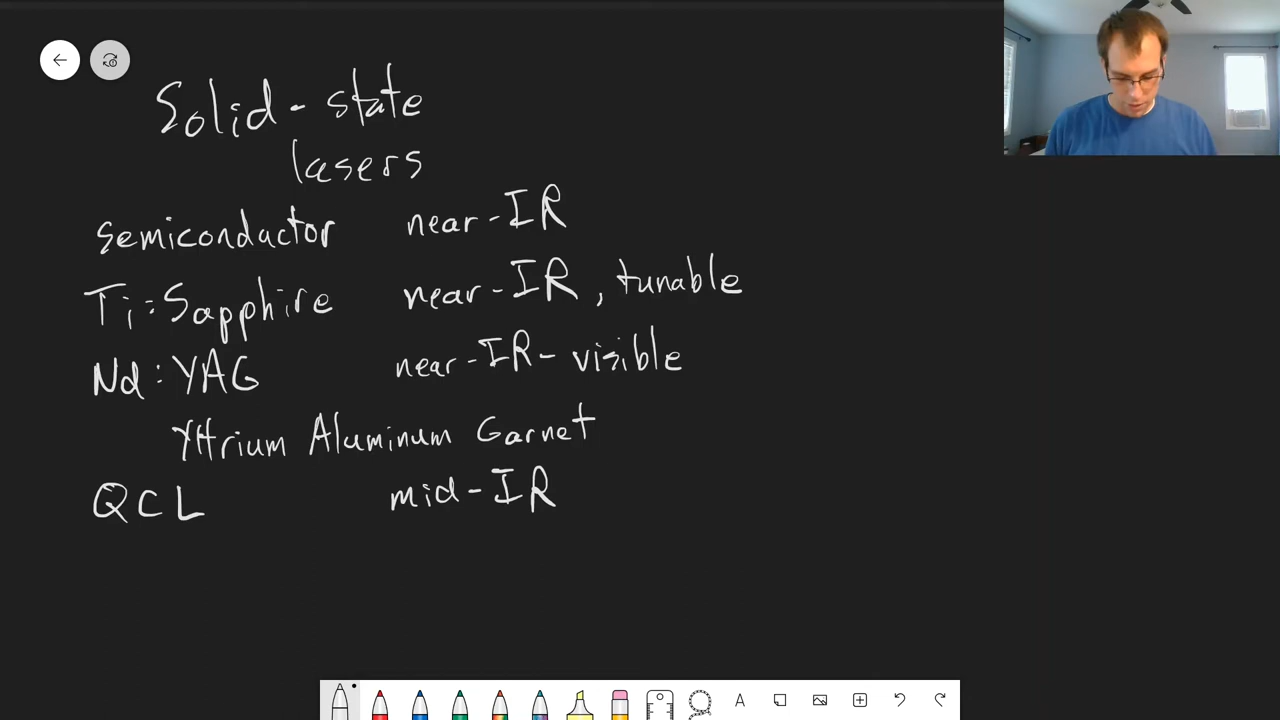 Solid-state
lasers
semiconductor near-IR
Ti:Sapphire near-IR, tunable
Nd:YAG near-IR-visible
Yttrium Aluminum Garnet
QCL mid-IR
A